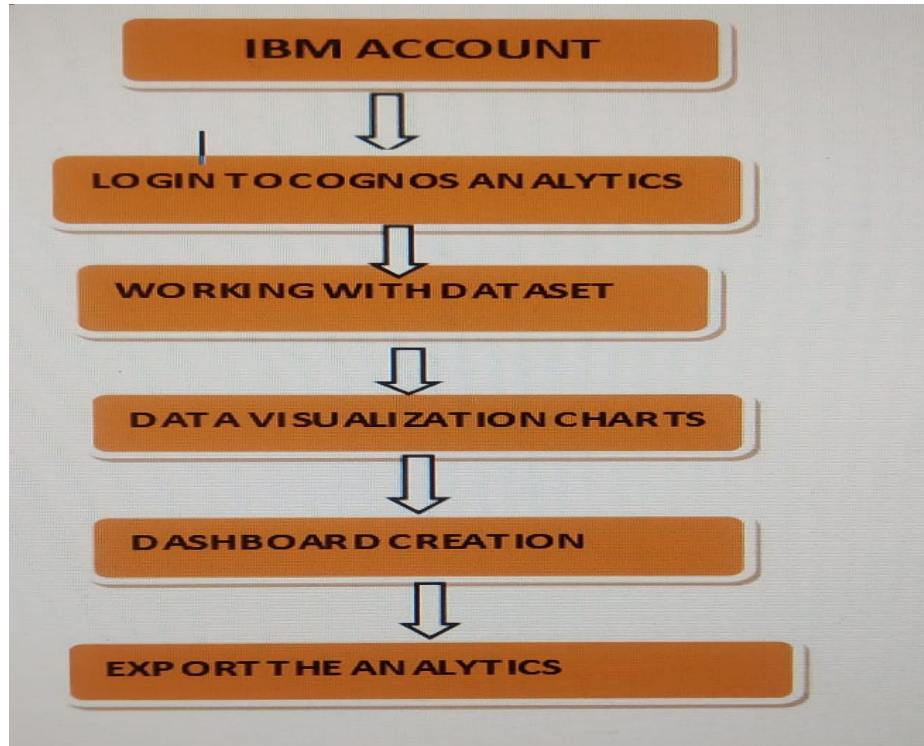 IBM ACCOUNT
LOGIN TO COGNOS ANALYTICS
WORKING WITH DATASET
DATA VISUALIZATION CHARTS
DASHBOARD CREATION
EXPORT THE ANALYTICS